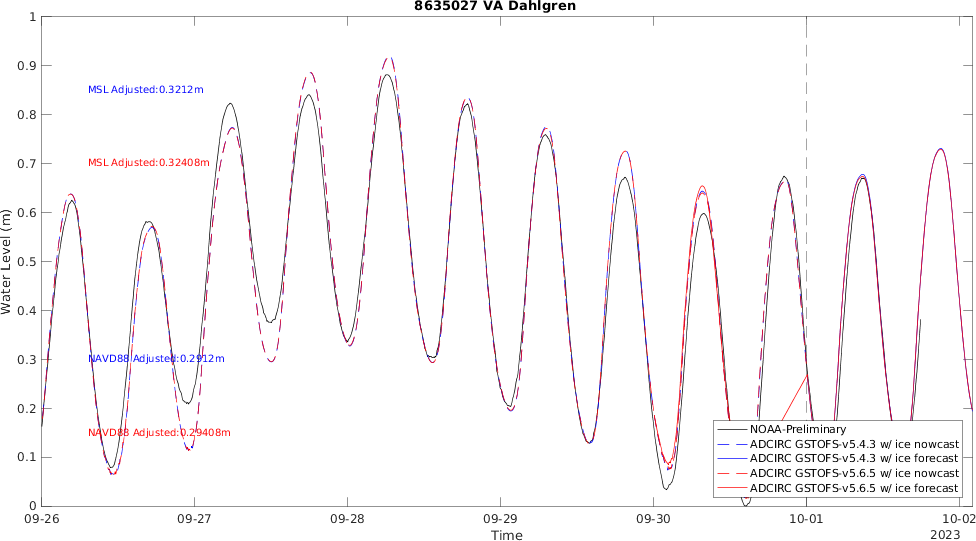 8635027 VA Dahlgren
1
0.9
0.8
0.7
0.6
0.5
0.4
0.3
0.2
0.1
0
Water Level (m)
MSL Adjusted:0.3212m
MSL Adjusted:0.32408m
NAVD88 Adjusted:0.2912m
NAVD88 Adjusted:0.29408m
NOAA-Preliminary
ADCIRC GSTOFS-v5.4.3 w/ ice nowcast
ADCIRC GSTOFS-v5.4.3 w/ ice forecast
ADCIRC GSTOFS-v5.6.5 w/ ice nowcast
ADCIRC GSTOFS-v5.6.5 w/ ice forecast
09-26 09-27 09-28 09-29 09-30 10-01 10-02
Time
2023